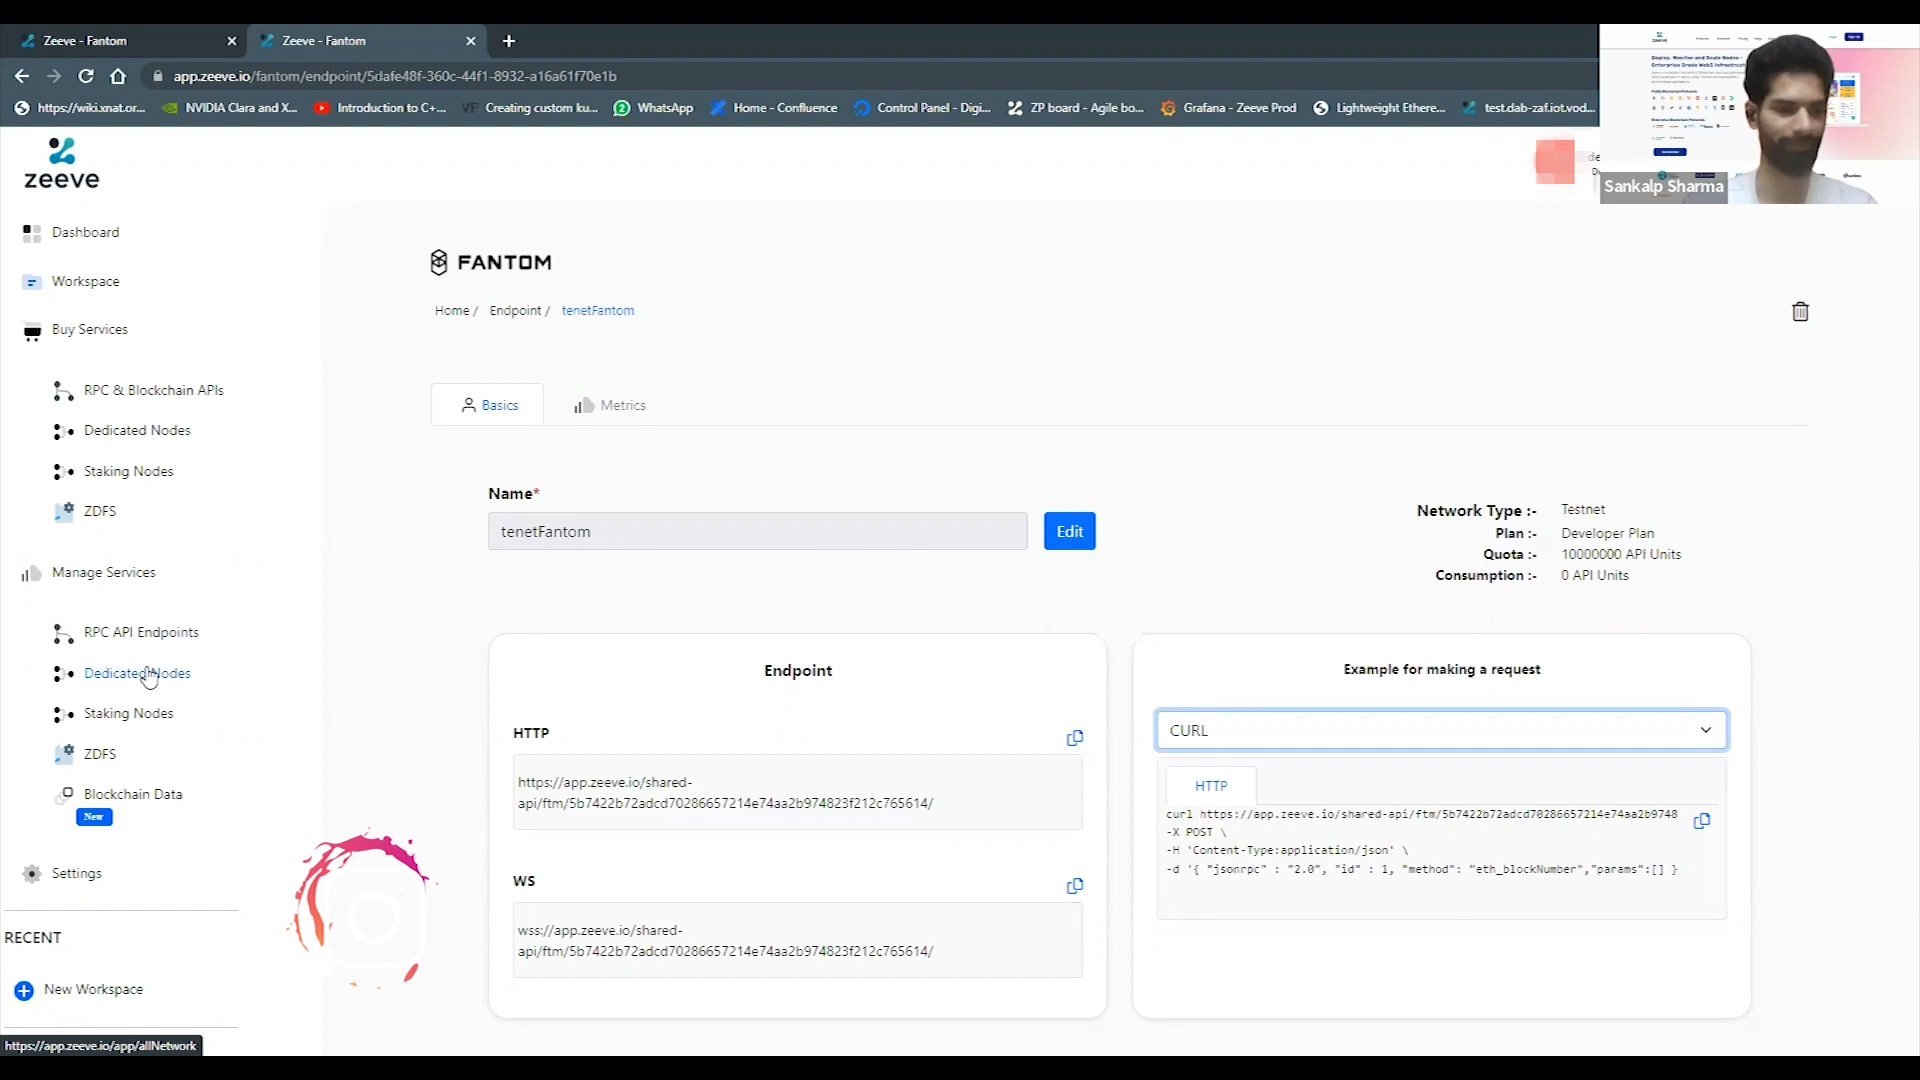 Zeeve - Fantom
Zeeve - Fantom
app.zeeve.io/fantom/endpoint/5dafe48f-360c-44f1-8932-a16a61f70e1b
https://wiki.xnat.or...
NVIDIA Clara and X...
Introduction to C+...
VF Creating custom ku...
WhatsApp
Home - Confluence
Control Panel - Digi...
ZP board - Agile bo...
Grafana - Zeeve Prod
Lightweight Ethere...
test.dab-zaf.iot.vod...
Sankalp Sharma
zeeve
Dashboard
Workspace
Buy Services
RPC & Blockchain APIs
Dedicated Nodes
Staking Nodes
ZDFS
Manage Services
RPC API Endpoints
Dedicated Nodes
Staking Nodes
ZDFS
Blockchain Data
New
Settings
RECENT
New Workspace
https://app.zeeve.io/app/allNetwork
FANTOM
Home / Endpoint / tenetFantom
Basics
Metrics
Name*
tenetFantom
Edit
Network Type :- Testnet
Plan :- Developer Plan
Quota :- 10000000 API Units
Consumption :- 0 API Units
Endpoint
HTTP
https://app.zeeve.io/shared-
api/ftm/5b7422b72adcd70286657214e74aa2b974823f212c765614/
WS
wss://app.zeeve.io/shared-
api/ftm/5b7422b72adcd70286657214e74aa2b974823f212c765614/
Example for making a request
CURL
HTTP
curl https://app.zeeve.io/shared-api/ftm/5b7422b72adcd70286657214e74aa2b9748
-X POST \
-H 'Content-Type:application/json' \
-d '{ "jsonrpc" : "2.0", "id" : 1, "method": "eth_blockNumber","params":[] }